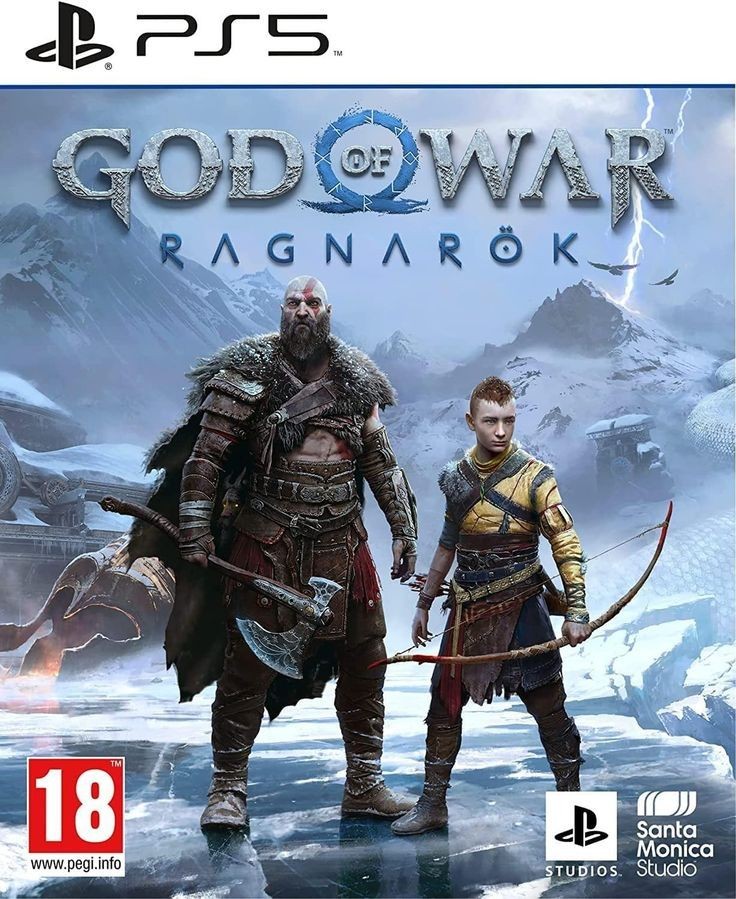 PS5
GOD OF WAR
RAGNARÖK
18
www.pegi.info
STUDIOS
Santa
Monica
Studio